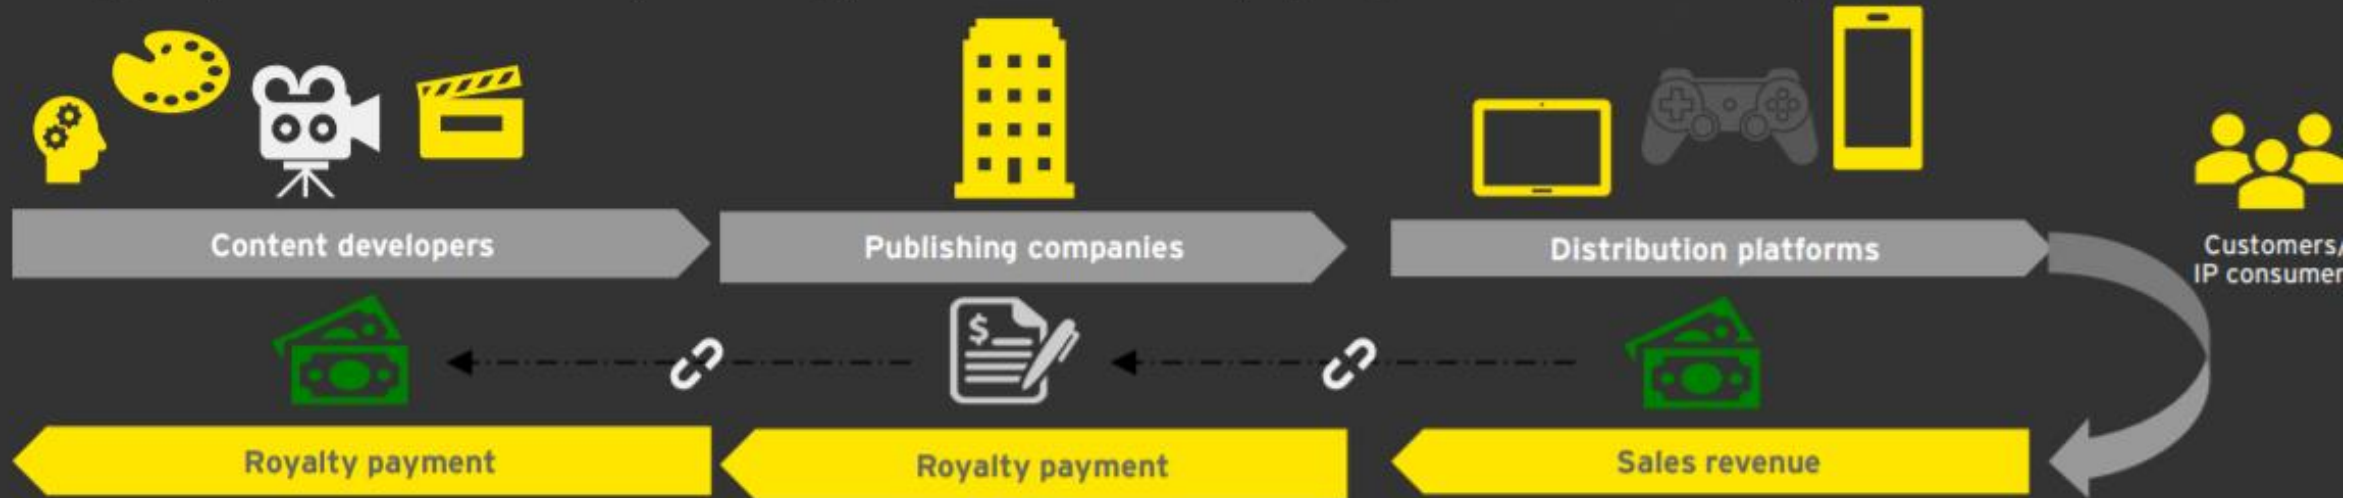 Content developers
Publishing companies
Distribution platforms
Customers/
IP consumer
$
Royalty payment
Royalty payment
Sales revenue